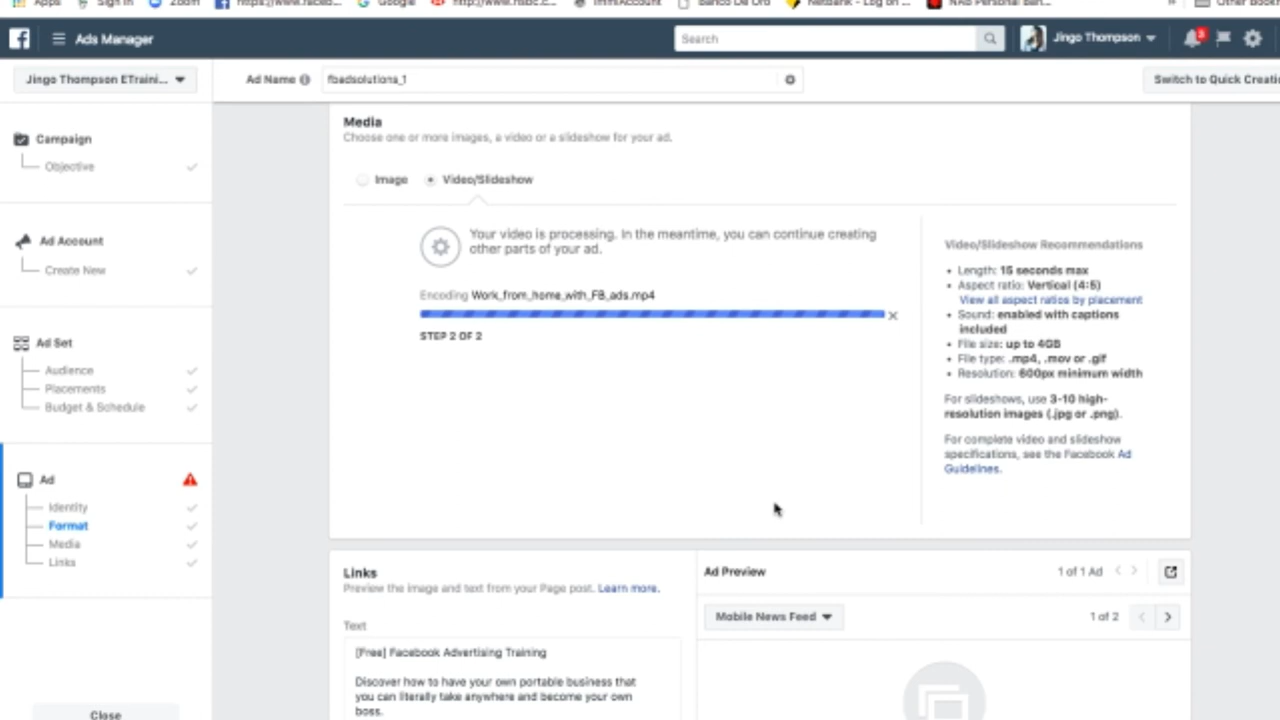 Apps Sign In Zoom https://www.faceb... Google http://www.hsbc.c... ImmiAccount Banco De Oro NetBank - Log on ... NAB Personal Ban... » Other Book
Ads Manager Search Jingo Thompson 3
Jingo Thompson ETraini... Ad Name fbadsolutions_1 Switch to Quick Creati
Media
Choose one or more images, a video or a slideshow for your ad.
Campaign
Objective
Image Video/Slideshow
Your video is processing. In the meantime, you can continue creating
other parts of your ad.
Ad Account
Create New
Encoding Work_from_home_with_FB_ads.mp4
STEP 2 OF 2
Video/Slideshow Recommendations
• Length: 15 seconds max
• Aspect ratio: Vertical (4:5)
View all aspect ratios by placement
• Sound: enabled with captions
included
• File size: up to 4GB
• File type: .mp4, .mov or .gif
• Resolution: 600px minimum width
For slideshows, use 3-10 high-
resolution images (.jpg or .png).
For complete video and slideshow
specifications, see the Facebook Ad
Guidelines.
Ad Set
Audience
Placements
Budget & Schedule
Ad
Identity
Format
Media
Links
Close
Links
Preview the image and text from your Page post. Learn more.
Text
[Free] Facebook Advertising Training
Discover how to have your own portable business that
you can literally take anywhere and become your own
boss.
Ad Preview 1 of 1 Ad
Mobile News Feed 1 of 2